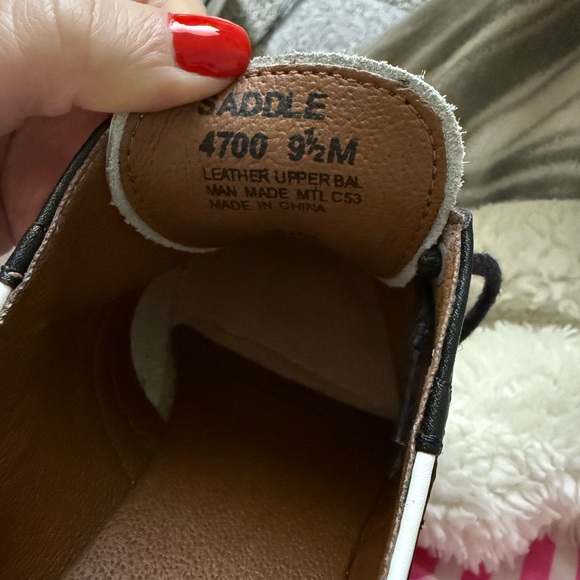 SADDLE
4700 9½M
LEATHER UPPER BAL
MAN MADE MTL C53
MADE IN CHINA